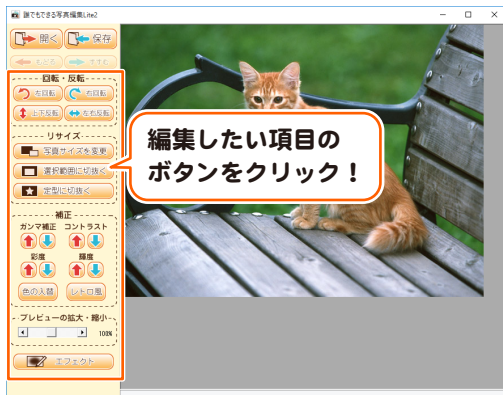 誰でもできる写真編集Lite2
開く 保存
もどる すすむ
回転・反転
左回転 右回転
上下反転 左右反転
リサイズ
写真サイズを変更
選択範囲に切抜く
定型に切抜く
補正
ガンマ補正 コントラスト
彩度 輝度
色の入替 レトロ風
プレビューの拡大・縮小
100%
エフェクト
編集したい項目の
ボタンをクリック！